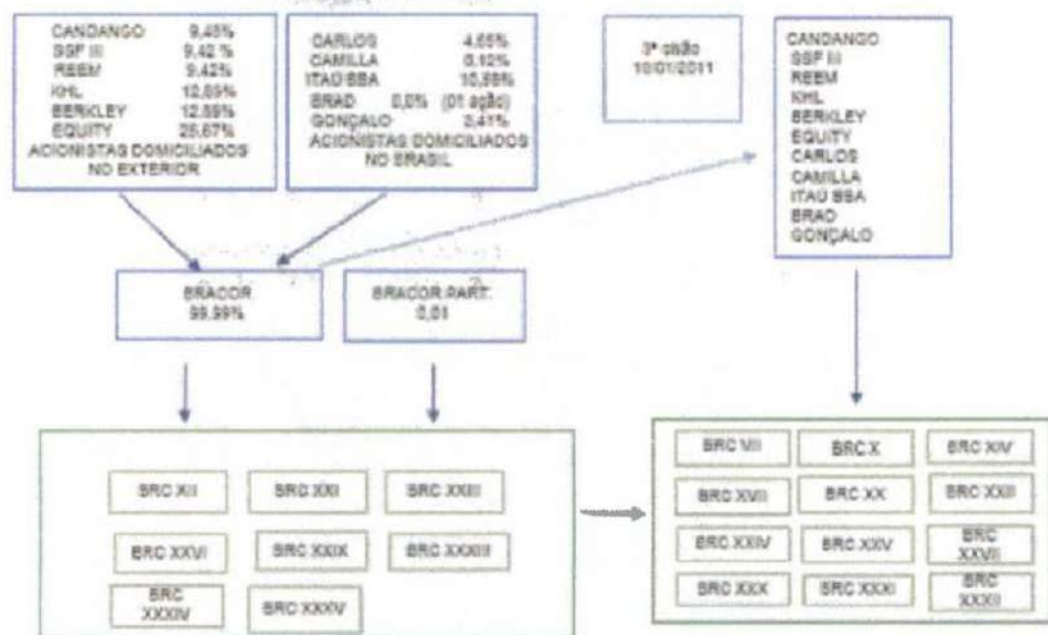 CANDANGO 9,45%
SSF III 9,42 %
REEM 9,42%
KHL 12,89%
BERKLEY 12,89%
EQUITY 25,67%
ACIONISTAS DOMICILIADOS
NO EXTERIOR
CARLOS 4,65%
CAMILLA 0,12%
ITAÚ BBA 10,98%
BRAD 0,0% (01 ação)
GONÇALO 3,41%
ACIONISTAS DOMICILIADOS
NO BRASIL
3ª cisão
10/01/2011
CANDANGO
SSF III
REEM
KHL
BERKLEY
EQUITY
CARLOS
CAMILLA
ITAÚ BBA
BRAD
GONÇALO
BRACOR
99,99%
BRACOR PART.
0,01
BRC XII
BRC XXI
BRC XXIII
BRC XXVI
BRC XXIX
BRC XXXIII
BRC
XXXIV
BRC XXXV
BRC VII
BRC X
BRC XIV
BRC XVII
BRC XX
BRC XXII
BRC XXIV
BRC XXV
BRC
XXVII
BRC XXX
BRC XXXI
BRC
XXXII